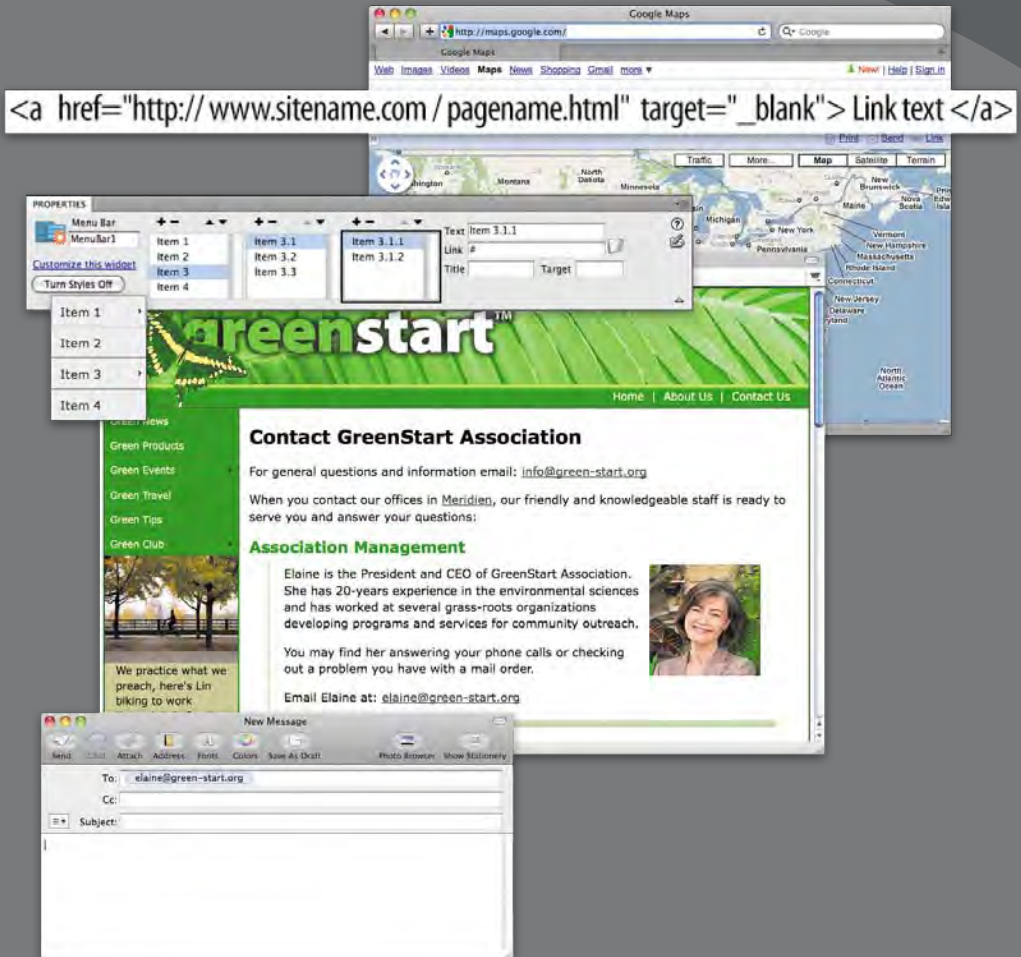 Google Maps
http://maps.google.com/
Google
Google Maps
Web Images Videos Maps News Shopping Gmail more ▼
New! | Help | Sign in
<a href="http:// www.sitename.com / pagename.html" target="_blank"> Link text </a>
Print Send Link
Traffic More... Map Satellite Terrain
Montana
North Dakota
Minnesota
New Brunswick
Nova Scotia
Maine
Michigan
New York
Pennsylvania
Vermont
New Hampshire
Massachusetts
Rhode Island
Connecticut
New Jersey
Delaware
North Atlantic Ocean
PROPERTIES
Menu Bar
MenuBar1
Customize this widget
Turn Styles Off
Item 1
Item 2
Item 3
Item 4
Item 3.1
Item 3.2
Item 3.3
Item 3.1.1
Item 3.1.2
Text Item 3.1.1
Link #
Title Target
Item 1
Item 2
Item 3
Item 4
greenstart™
Home | About Us | Contact Us
Green News
Green Products
Green Events
Green Travel
Green Tips
Green Club
We practice what we
preach, here's Lin
biking to work
Contact GreenStart Association
For general questions and information email: info@green-start.org
When you contact our offices in Meridien, our friendly and knowledgeable staff is ready to
serve you and answer your questions:
Association Management
Elaine is the President and CEO of GreenStart Association.
She has 20-years experience in the environmental sciences
and has worked at several grass-roots organizations
developing programs and services for community outreach.
You may find her answering your phone calls or checking
out a problem you have with a mail order.
Email Elaine at: elaine@green-start.org
New Message
Send Attach Address Fonts Colors Save As Draft Photo Browser Show Stationery
To: elaine@green-start.org
Cc:
Subject: